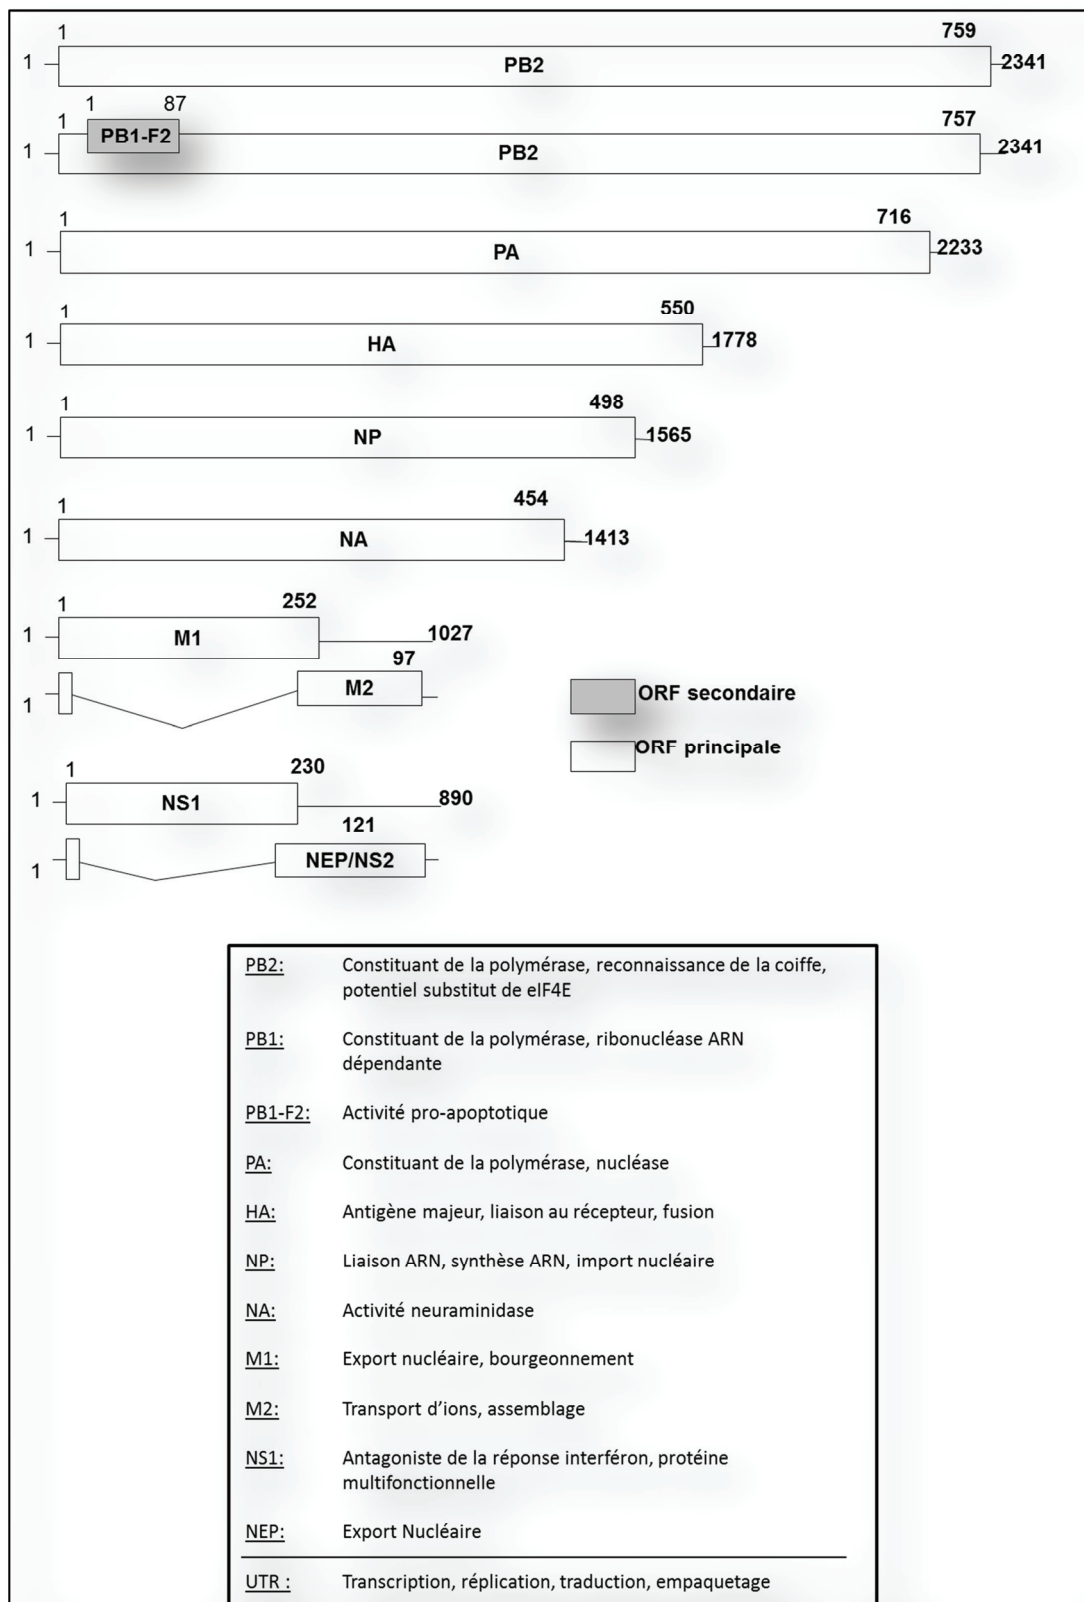 1 759
1 PB2 2341
1 87
1 PB1-F2 757
1 PB2 2341
1 716
1 PA 2233
1 550
1 HA 1778
1 498
1 NP 1565
1 454
1 NA 1413
1 252
1 M1 1027
97
1 M2
ORF secondaire
ORF principale
1 230
1 NS1 890
121
1 NEP/NS2
PB2: Constituant de la polymérase, reconnaissance de la coiffe,
potentiel substitut de eIF4E
PB1: Constituant de la polymérase, ribonucléase ARN
dépendante
PB1-F2: Activité pro-apoptotique
PA: Constituant de la polymérase, nucléase
HA: Antigène majeur, liaison au récepteur, fusion
NP: Liaison ARN, synthèse ARN, import nucléaire
NA: Activité neuraminidase
M1: Export nucléaire, bourgeonnement
M2: Transport d'ions, assemblage
NS1: Antagoniste de la réponse interféron, protéine
multifonctionnelle
NEP: Export Nucléaire
UTR : Transcription, réplication, traduction, empaquetage